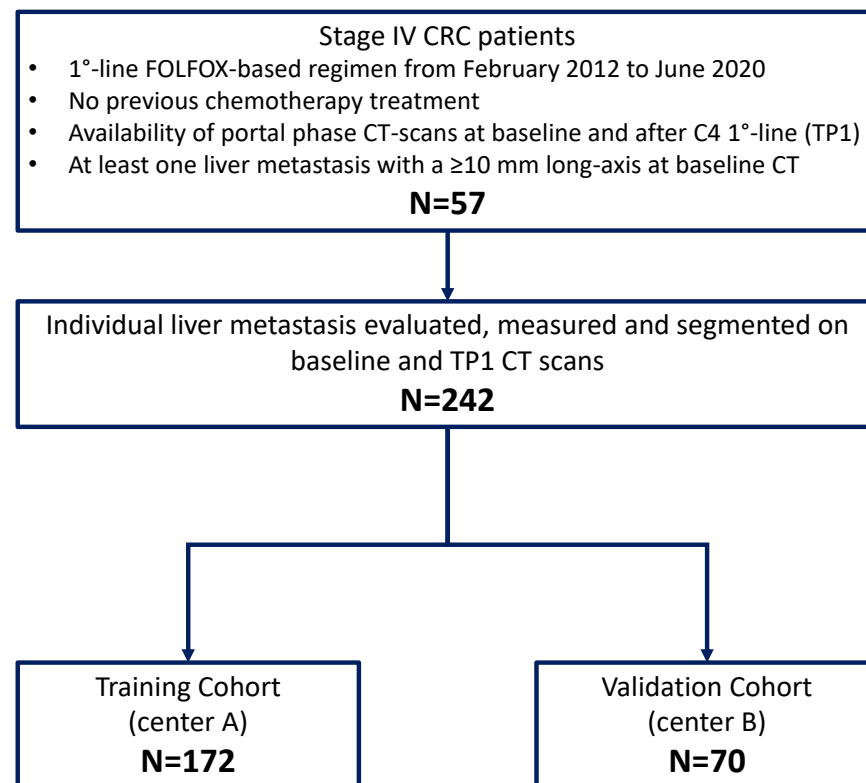 Stage IV CRC patients
• 1°-line FOLFOX-based regimen from February 2012 to June 2020
• No previous chemotherapy treatment
• Availability of portal phase CT-scans at baseline and after C4 1°-line (TP1)
• At least one liver metastasis with a ≥10 mm long-axis at baseline CT
N=57
Individual liver metastasis evaluated, measured and segmented on
baseline and TP1 CT scans
N=242
Training Cohort
(center A)
N=172
Validation Cohort
(center B)
N=70